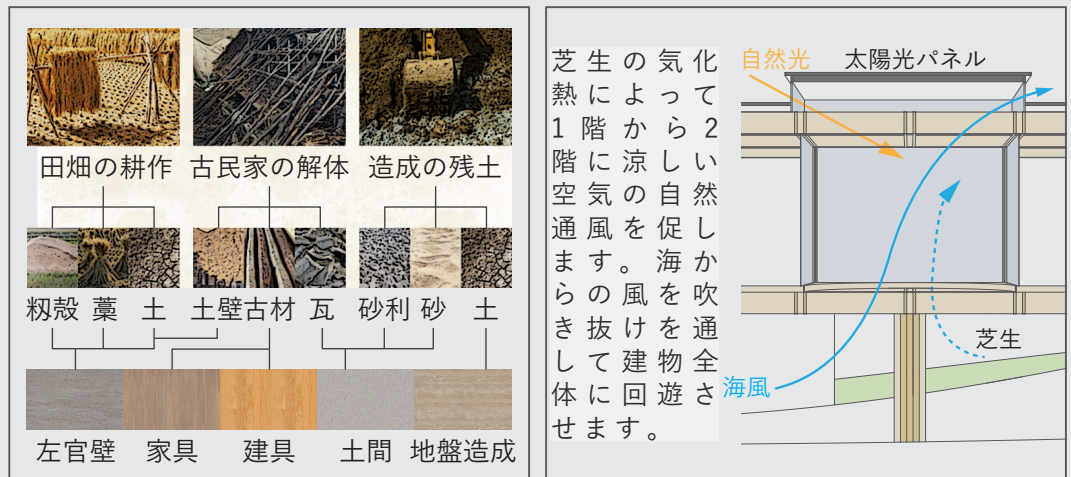 田畑の耕作 古民家の解体 造成の残土
籾殻 藁 土 土壁 古材 瓦 砂利 砂 土
左官壁 家具 建具 土間 地盤造成
芝生の気化
熱によって
1階から2
階に涼しい
空気の自然
通風を促し
ます。海か
らの風を吹
き抜けを通
して建物全
体に回遊さ
せます。
自然光 太陽光パネル
芝生
海風